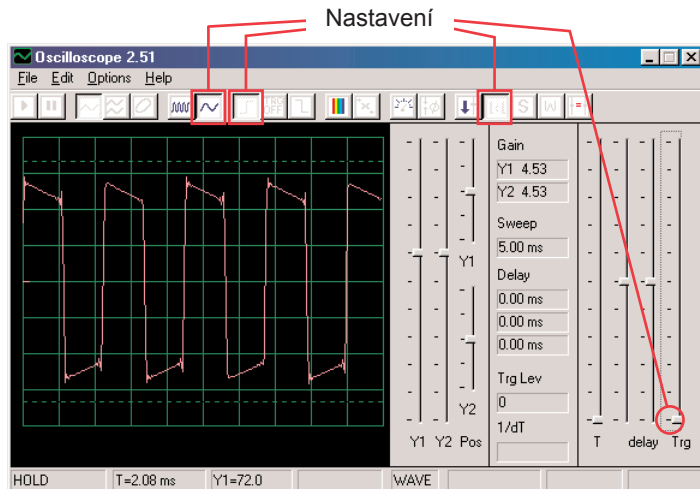 Nastavení
Oscilloscope 2.51
File Edit Options Help
TRG OFF
S
W
Gain
Y1 4.53
Y2 4.53
Sweep
5.00 ms
Y1
Delay
0.00 ms
0.00 ms
0.00 ms
Trg Lev
0
Y2
1/dT
Y1 Y2 Pos
T delay Trg
HOLD T=2.08 ms Y1=72.0 WAVE